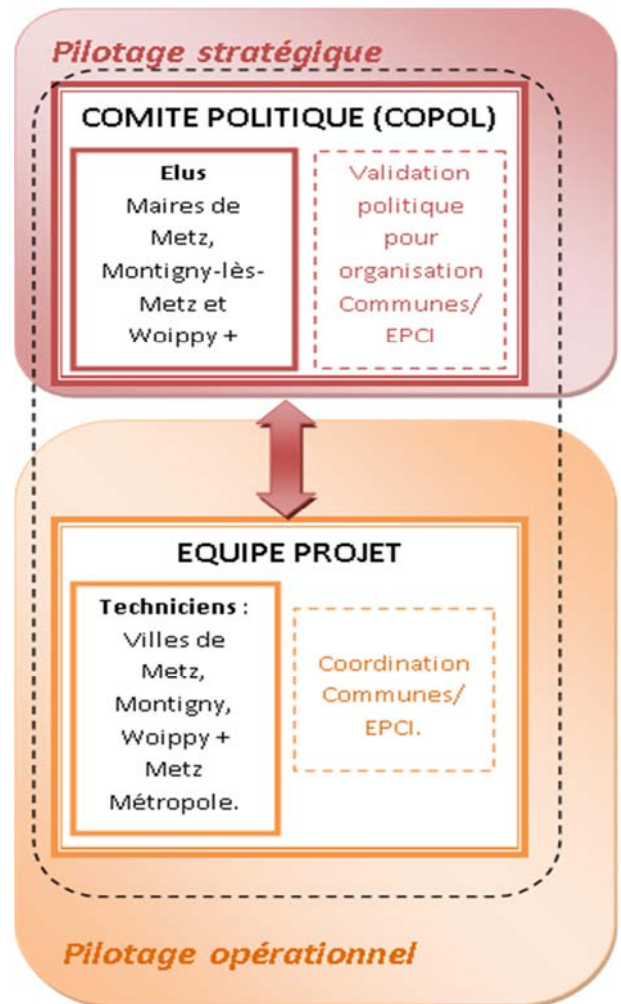 Pilotage stratégique
COMITE POLITIQUE (COPOL)
Elus
Maires de
Metz,
Montigny-lès-
Metz et
Woippy +
Validation
politique
pour
organisation
Communes/
EPCI
EQUIPE PROJET
Techniciens :
Villes de
Metz,
Montigny,
Woippy +
Metz
Métropole.
Coordination
Communes/
EPCI.
Pilotage opérationnel